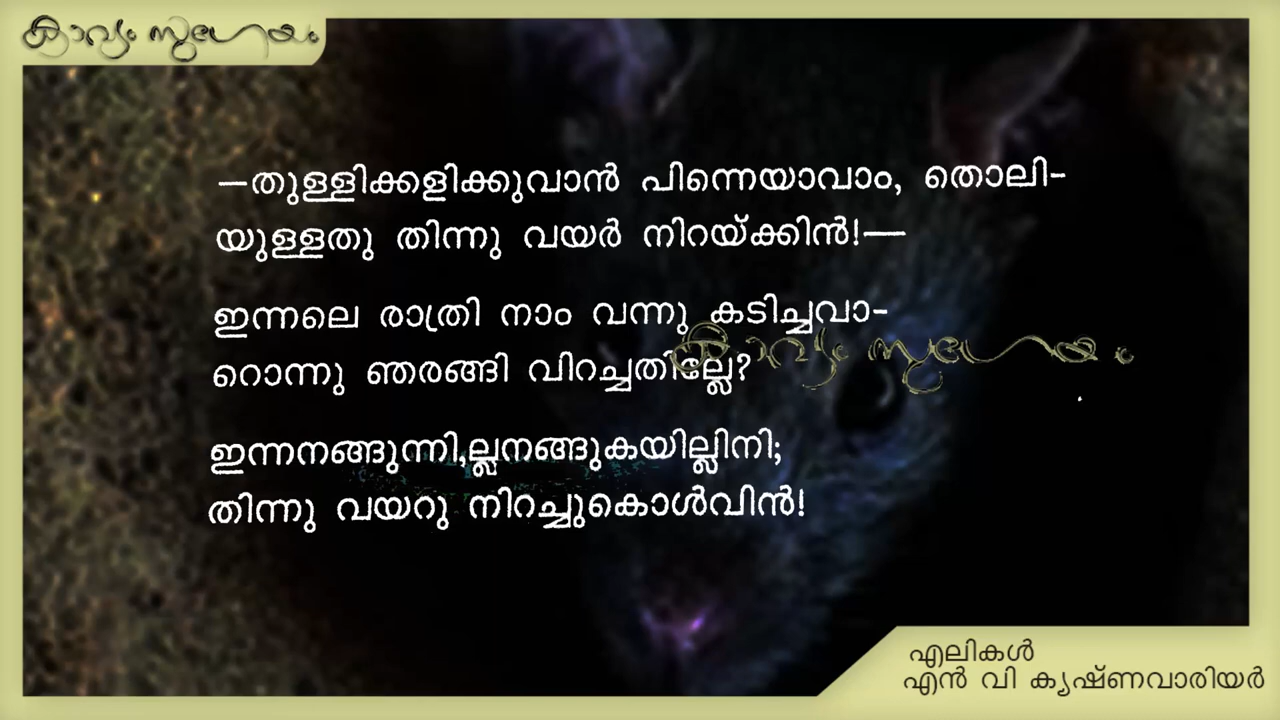 കാവ്യം സുഗേയം
—തുള്ളിക്കളിക്കുവാൻ പിന്നെയാവാം, തൊലി-
യുള്ളതു തിന്നു വയർ നിറയ്ക്കിൻ!—
ഇന്നലെ രാത്രി നാം വന്നു കടിച്ചവാ-
റൊന്നു ഞരങ്ങി വിറച്ചതില്ലേ?
കാവ്യം സുഗേയം
ഇന്നനങ്ങുന്നി,ല്ലനങ്ങുകയില്ലിനി;
തിന്നു വയറു നിറച്ചുകൊൾവിൻ!
എലികൾ
എൻ വി കൃഷ്ണവാരിയർ